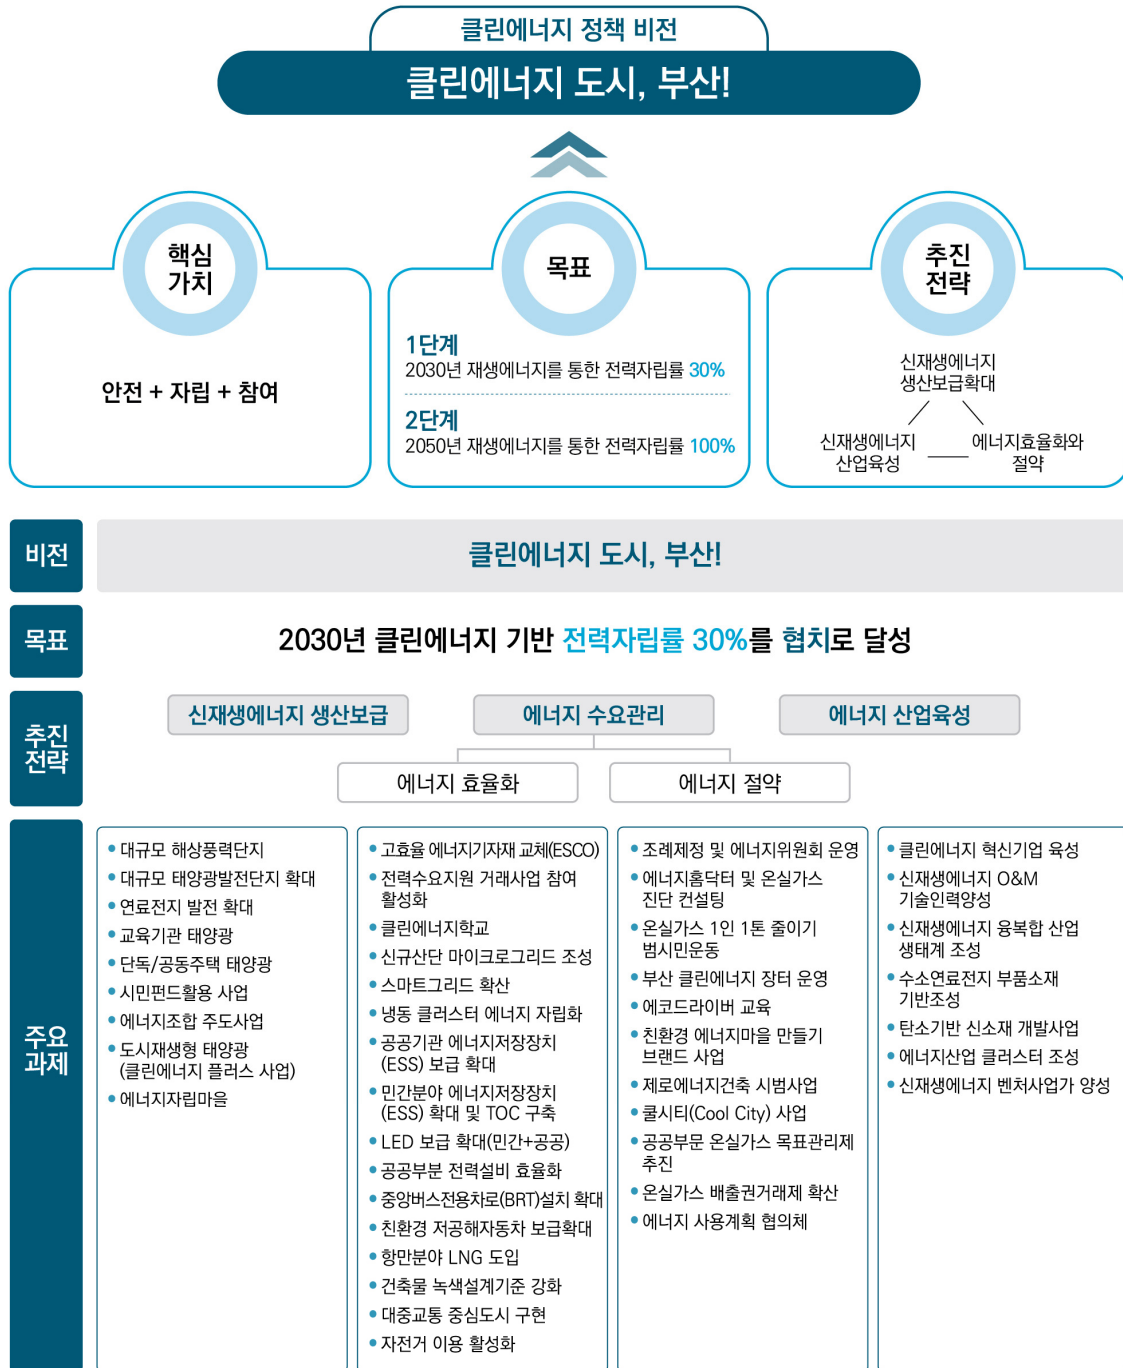 클린에너지 정책 비전
클린에너지 도시, 부산!
핵심
가치
안전 + 자립 + 참여
목표
1단계
2030년 재생에너지를 통한 전력자립률 30%
2단계
2050년 재생에너지를 통한 전력자립률 100%
추진
전략
신재생에너지
생산보급확대
신재생에너지
산업육성
에너지효율화와
절약
비전
클린에너지 도시, 부산!
목표
2030년 클린에너지 기반 전력자립률 30%를 협치로 달성
추진
전략
신재생에너지 생산보급
에너지 수요관리
에너지 산업육성
에너지 효율화
에너지 절약
주요
과제
• 대규모 해상풍력단지
• 대규모 태양광발전단지 확대
• 연료전지 발전 확대
• 교육기관 태양광
• 단독/공동주택 태양광
• 시민펀드활용 사업
• 에너지조합 주도사업
• 도시재생형 태양광
(클린에너지 플러스 사업)
• 에너지자립마을
• 고효율 에너지기자재 교체(ESCO)
• 전력수요지원 거래사업 참여
활성화
• 클린에너지학교
• 신규산단 마이크로그리드 조성
• 스마트그리드 확산
• 냉동 클러스터 에너지 자립화
• 공공기관 에너지저장장치
(ESS) 보급 확대
• 민간분야 에너지저장장치
(ESS) 확대 및 TOC 구축
• LED 보급 확대(민간+공공)
• 공공부분 전력설비 효율화
• 중앙버스전용차로(BRT)설치 확대
• 친환경 저공해자동차 보급확대
• 항만분야 LNG 도입
• 건축물 녹색설계기준 강화
• 대중교통 중심도시 구현
• 자전거 이용 활성화
• 조례제정 및 에너지위원회 운영
• 에너지홈닥터 및 온실가스
진단 컨설팅
• 온실가스 1인 1톤 줄이기
범시민운동
• 부산 클린에너지 장터 운영
• 에코드라이버 교육
• 친환경 에너지마을 만들기
브랜드 사업
• 제로에너지건축 시범사업
• 쿨시티(Cool City) 사업
• 공공부문 온실가스 목표관리제
추진
• 온실가스 배출권거래제 확산
• 에너지 사용계획 협의체
• 클린에너지 혁신기업 육성
• 신재생에너지 O&M
기술인력양성
• 신재생에너지 융복합 산업
생태계 조성
• 수소연료전지 부품소재
기반조성
• 탄소기반 신소재 개발사업
• 에너지산업 클러스터 조성
• 신재생에너지 벤처사업가 양성